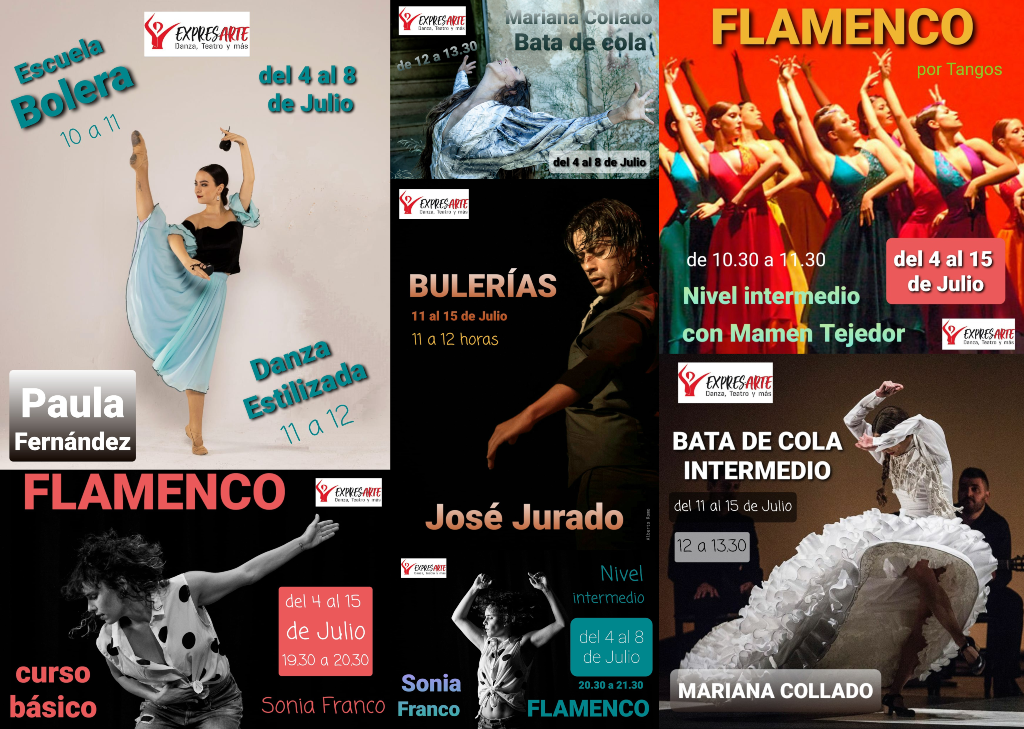 EXPRESARTE
Danza, Teatro y más
Escuela
Bolera
10 a 11
del 4 al 8
de Julio
Danza
Estilizada
11 a 12
Paula
Fernández
EXPRESARTE
Danza, Teatro y más
Mariana Collado
Bata de cola
de 12 a 13.30
del 4 al 8 de Julio
FLAMENCO
por Tangos
de 10.30 a 11.30
del 4 al 15
de Julio
Nivel intermedio
con Mamen Tejedor
EXPRESARTE
Danza, Teatro y más
EXPRESARTE
Danza, Teatro y más
BULERÍAS
11 al 15 de Julio
11 a 12 horas
José Jurado
EXPRESARTE
Danza, Teatro y más
BATA DE COLA
INTERMEDIO
del 11 al 15 de Julio
12 a 13.30
MARIANA COLLADO
FLAMENCO
EXPRESARTE
Danza, Teatro y más
del 4 al 15
de Julio
19.30 a 20.30
curso
básico
Sonia Franco
EXPRESARTE
Danza, Teatro y más
Nivel
intermedio
del 4 al 8
de Julio
20.30 a 21.30
Sonia
Franco
FLAMENCO